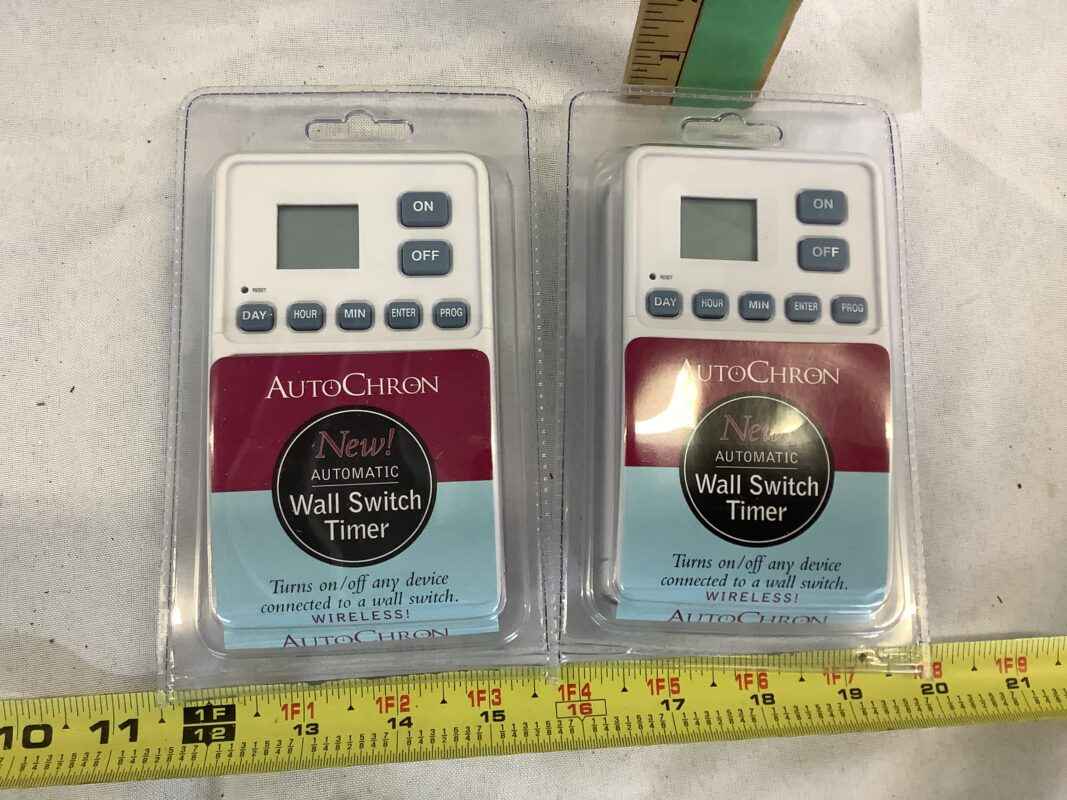 1
ON
OFF
RESET
DAY HOUR MIN ENTER PROG
AUTOCHRON
New!
AUTOMATIC
Wall Switch
Timer
Turns on/off any device
connected to a wall switch.
WIRELESS!
AUTOCHRON
ON
OFF
RESET
DAY HOUR MIN ENTER PROG
AUTOCHRON
New!
AUTOMATIC
Wall Switch
Timer
Turns on/off any device
connected to a wall switch.
WIRELESS!
AUTOCHRON
1F 1F1 1F2 1F3 1F4 1F5 1F6 1F7 1F8 1F9
10 11 12 13 14 15 16 17 18 19 20 21